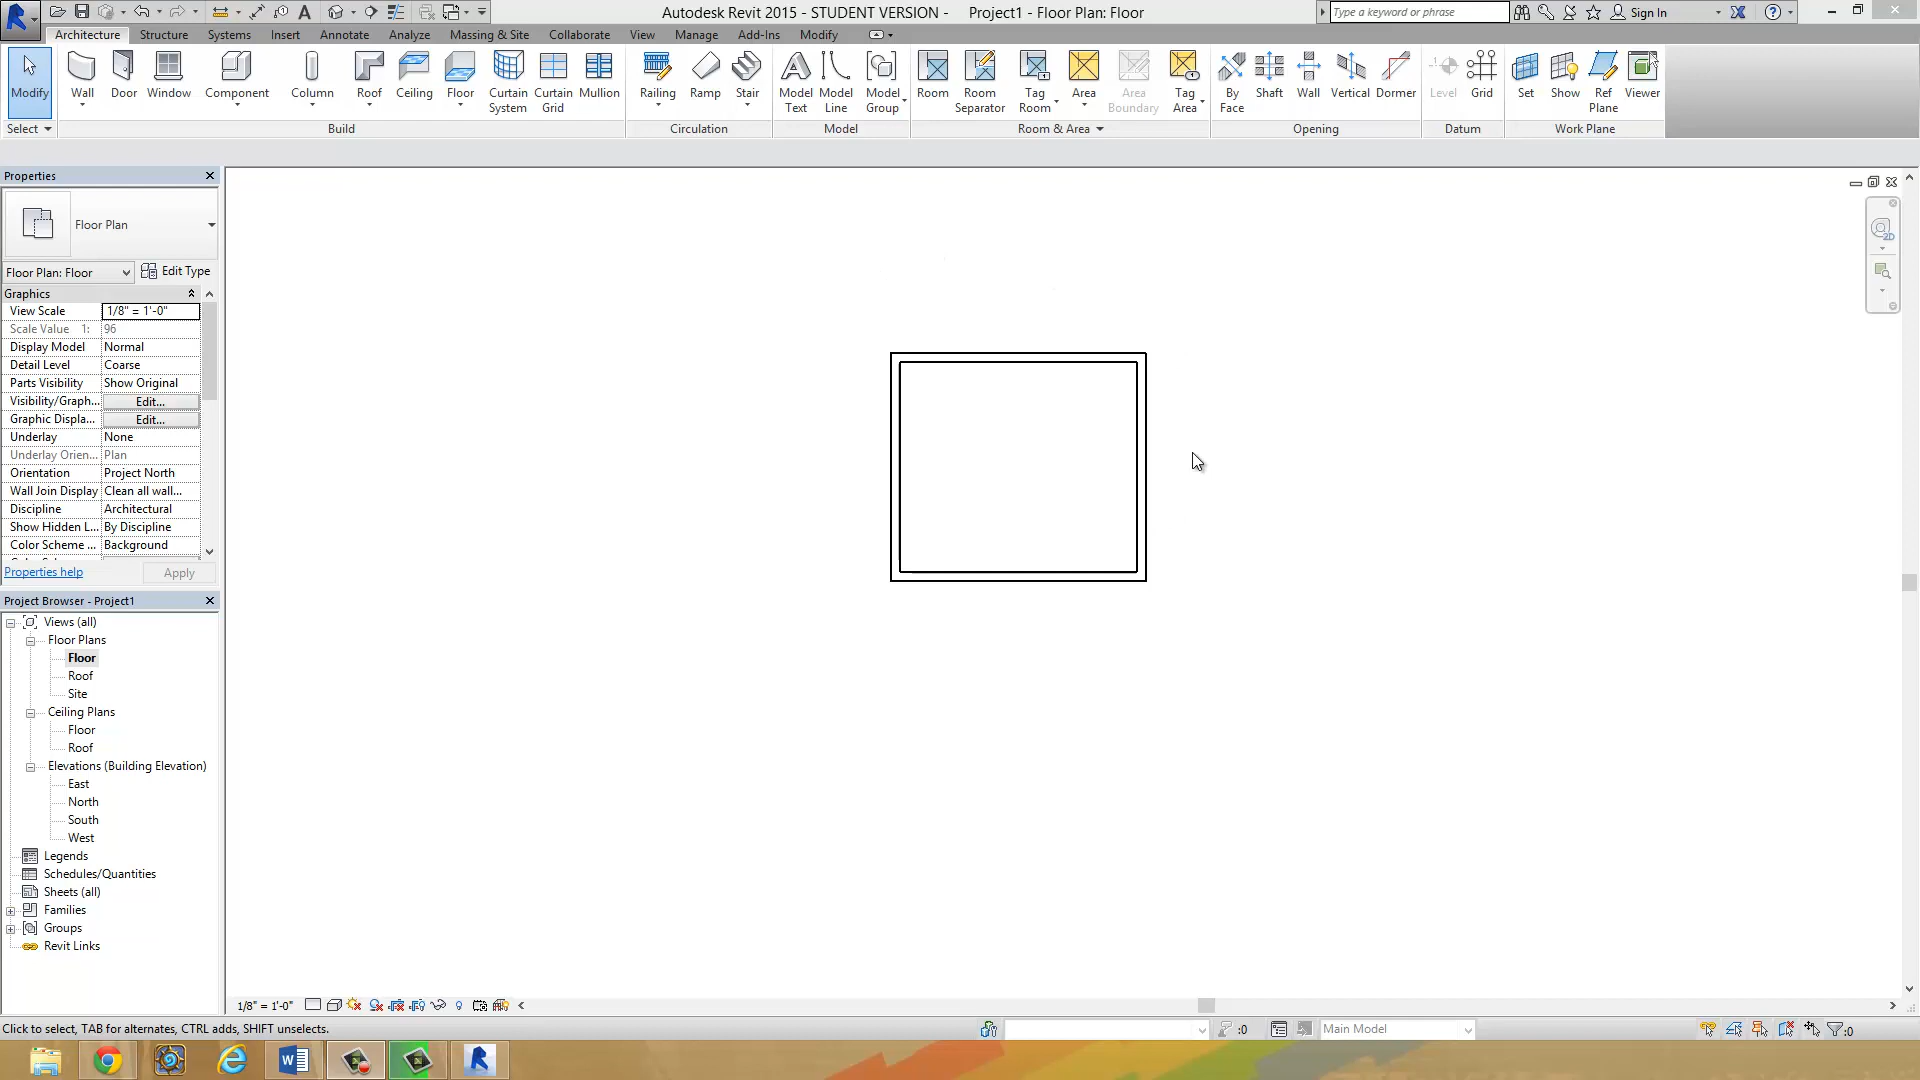 Autodesk Revit 2015 - STUDENT VERSION - Project1 - Floor Plan: Floor
Type a keyword or phrase
Sign In
Architecture Structure Systems Insert Annotate Analyze Massing & Site Collaborate View Manage Add-Ins Modify
Modify Wall Door Window Component Column Roof Ceiling Floor Curtain System Curtain Grid Mullion Railing Ramp Stair Model Text Model Line Model Group Room Room Separator Tag Room Area Area Boundary Tag Area By Face Shaft Wall Vertical Dormer Level Grid Set Show Ref Plane Viewer
Select Build Circulation Model Room & Area Opening Datum Work Plane
Properties
Floor Plan
Floor Plan: Floor Edit Type
Graphics
View Scale 1/8" = 1'-0"
Scale Value 1: 96
Display Model Normal
Detail Level Coarse
Parts Visibility Show Original
Visibility/Graph... Edit...
Graphic Displa... Edit...
Underlay None
Underlay Orien... Plan
Orientation Project North
Wall Join Display Clean all wall...
Discipline Architectural
Show Hidden L... By Discipline
Color Scheme ... Background
Properties help Apply
Project Browser - Project1
Views (all)
Floor Plans
Floor
Roof
Site
Ceiling Plans
Floor
Roof
Elevations (Building Elevation)
East
North
South
West
Legends
Schedules/Quantities
Sheets (all)
Families
Groups
Revit Links
1/8" = 1'-0"
Click to select, TAB for alternates, CTRL adds, SHIFT unselects.
:0
Main Model
:0